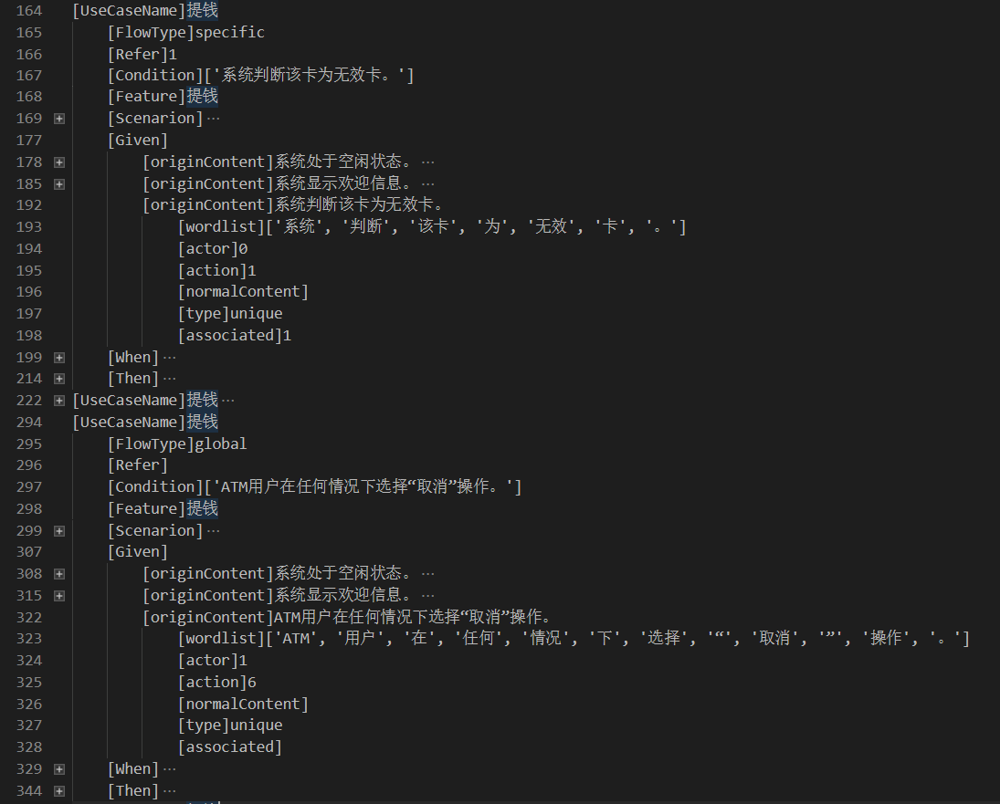 164 [UseCaseName]提钱
165 [FlowType]specific
166 [Refer]1
167 [Condition]['系统判断该卡为无效卡。']
168 [Feature]提钱
169 [Scenarion]···
177 [Given]
178 [originContent]系统处于空闲状态。 ···
185 [originContent]系统显示欢迎信息。 ···
192 [originContent]系统判断该卡为无效卡。
193 [wordlist]['系统', '判断', '该卡', '为', '无效', '卡', '。']
194 [actor]0
195 [action]1
196 [normalContent]
197 [type]unique
198 [associated]1
199 [When]···
214 [Then]···
222 [UseCaseName]提钱···
294 [UseCaseName]提钱
295 [FlowType]global
296 [Refer]
297 [Condition]['ATM用户在任何情况下选择“取消”操作。']
298 [Feature]提钱
299 [Scenarion]···
307 [Given]
308 [originContent]系统处于空闲状态。 ···
315 [originContent]系统显示欢迎信息。 ···
322 [originContent]ATM用户在任何情况下选择“取消”操作。
323 [wordlist]['ATM', '用户', '在', '任何', '情况', '下', '选择', '“', '取消', '”', '操作', '。']
324 [actor]1
325 [action]6
326 [normalContent]
327 [type]unique
328 [associated]
329 [When]···
344 [Then]···